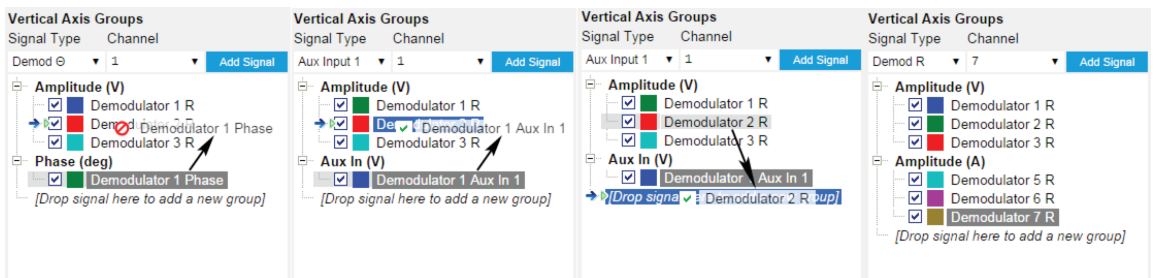 Vertical Axis Groups
Signal Type Channel
Demod Θ 1 Add Signal
Amplitude (V)
Demodulator 1 R
Demodulator 1 Phase
Demodulator 3 R
Phase (deg)
Demodulator 1 Phase
[Drop signal here to add a new group]
Vertical Axis Groups
Signal Type Channel
Aux Input 1 1 Add Signal
Amplitude (V)
Demodulator 1 R
Demodulator 1 Aux In 1
Demodulator 3 R
Aux In (V)
Demodulator 1 Aux In 1
[Drop signal here to add a new group]
Vertical Axis Groups
Signal Type Channel
Aux Input 1 1 Add Signal
Amplitude (V)
Demodulator 1 R
Demodulator 2 R
Demodulator 3 R
Aux In (V)
Demodulator 1 Aux In 1
[Drop signa Demodulator 2 R oup]
Vertical Axis Groups
Signal Type Channel
Demod R 7 Add Signal
Amplitude (V)
Demodulator 1 R
Demodulator 2 R
Demodulator 3 R
Amplitude (A)
Demodulator 5 R
Demodulator 6 R
Demodulator 7 R
[Drop signal here to add a new group]